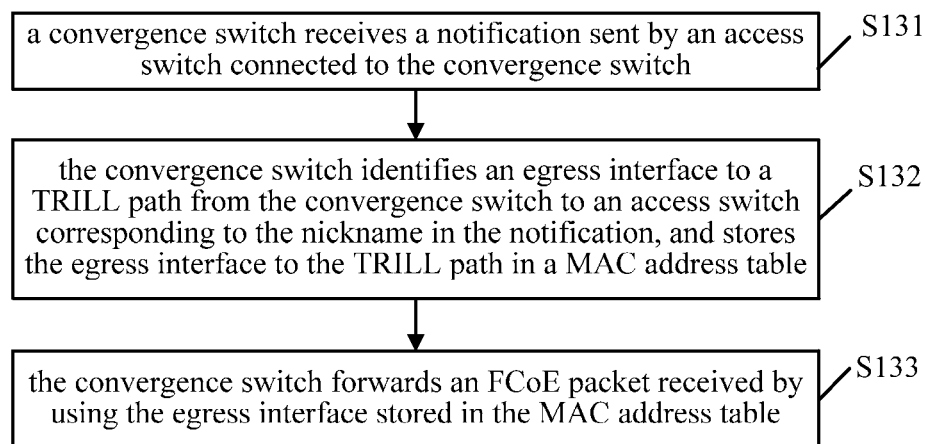 a convergence switch receives a notification sent by an access
switch connected to the convergence switch
S131
the convergence switch identifies an egress interface to a
TRILL path from the convergence switch to an access switch
corresponding to the nickname in the notification, and stores
the egress interface to the TRILL path in a MAC address table
S132
the convergence switch forwards an FCoE packet received by
using the egress interface stored in the MAC address table
S133